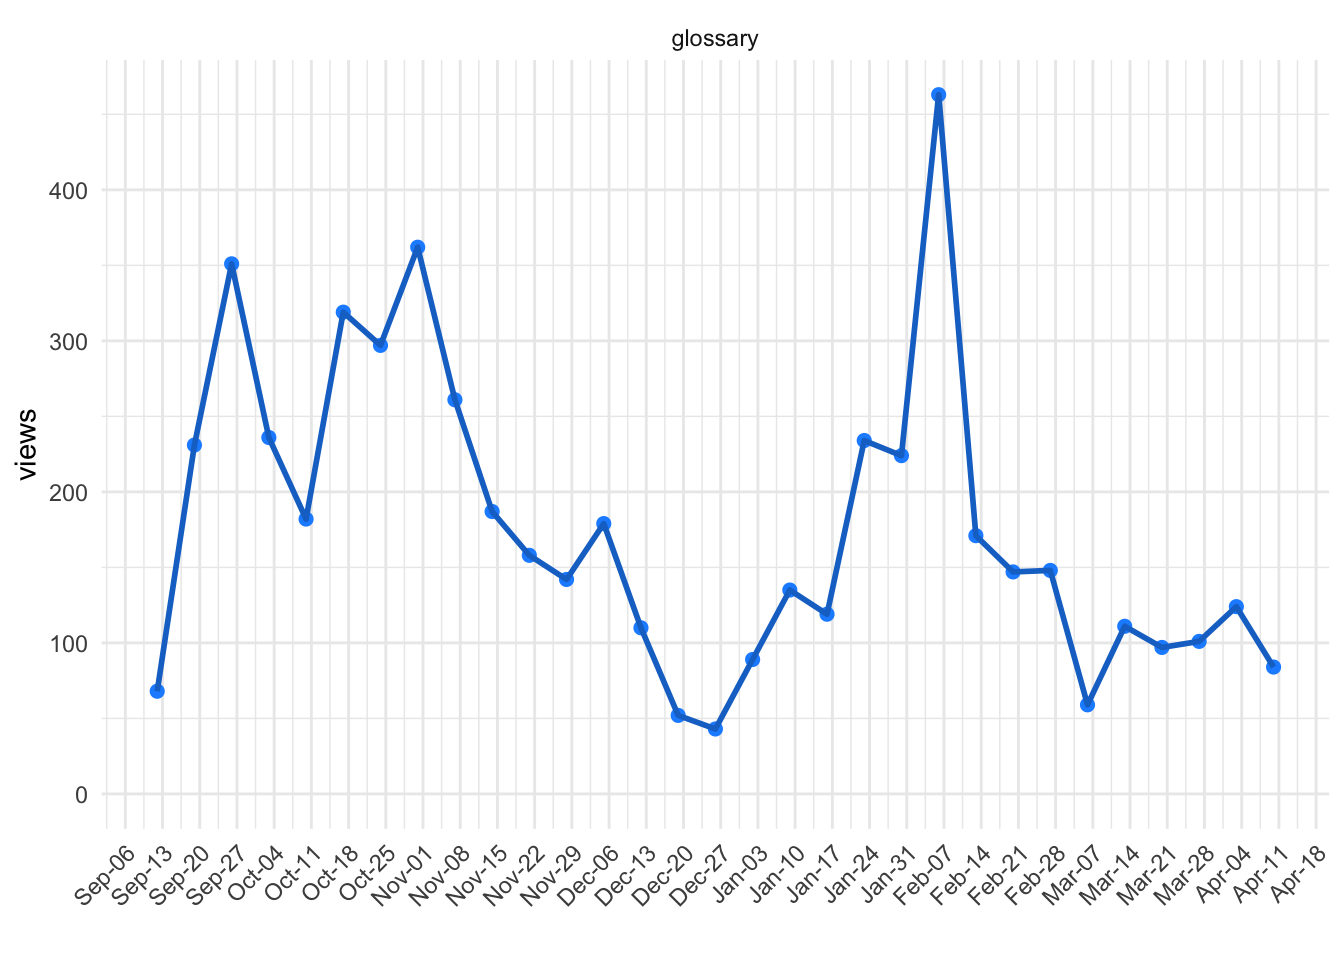 glossary
views
400
300
200
100
0
Sep-06
Sep-13
Sep-20
Sep-27
Oct-04
Oct-11
Oct-18
Oct-25
Nov-01
Nov-08
Nov-15
Nov-22
Nov-29
Dec-06
Dec-13
Dec-20
Dec-27
Jan-03
Jan-10
Jan-17
Jan-24
Jan-31
Feb-07
Feb-14
Feb-21
Feb-28
Mar-07
Mar-14
Mar-21
Mar-28
Apr-04
Apr-11
Apr-18